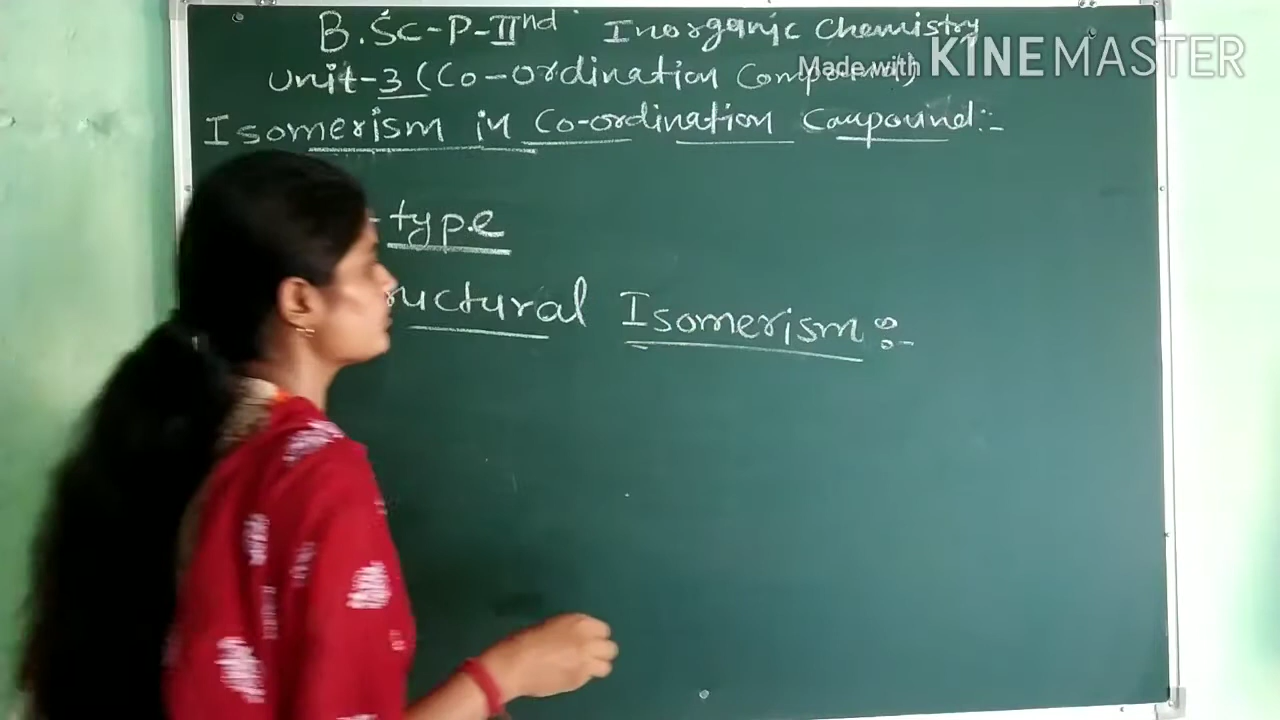 B.Sc-P-IInd Inorganic Chemistry
Made with KINEMASTER
Unit-3 (Co-ordination Compound)
Isomerism in Co-ordination Compound:-
-type
ructural Isomerism:-